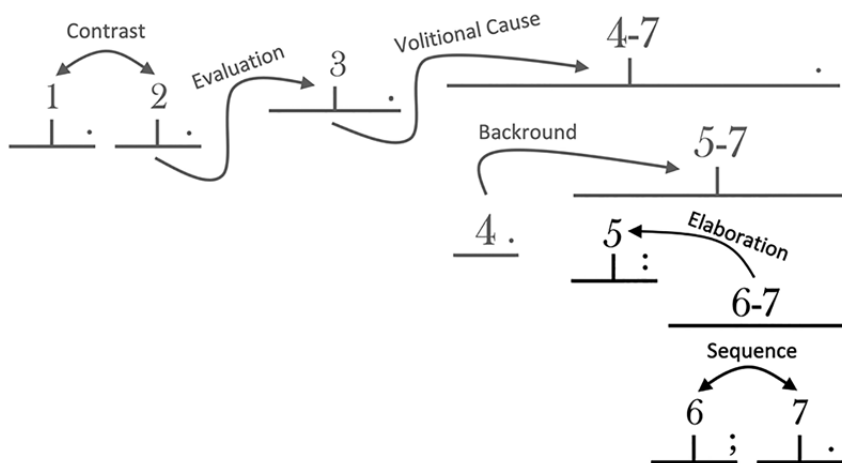 Contrast
1 . 2 .
Evaluation
3 .
Volitional Cause
4-7 .
Backround
5-7
4 .
5 :
Elaboration
6-7
Sequence
6 ; 7 .